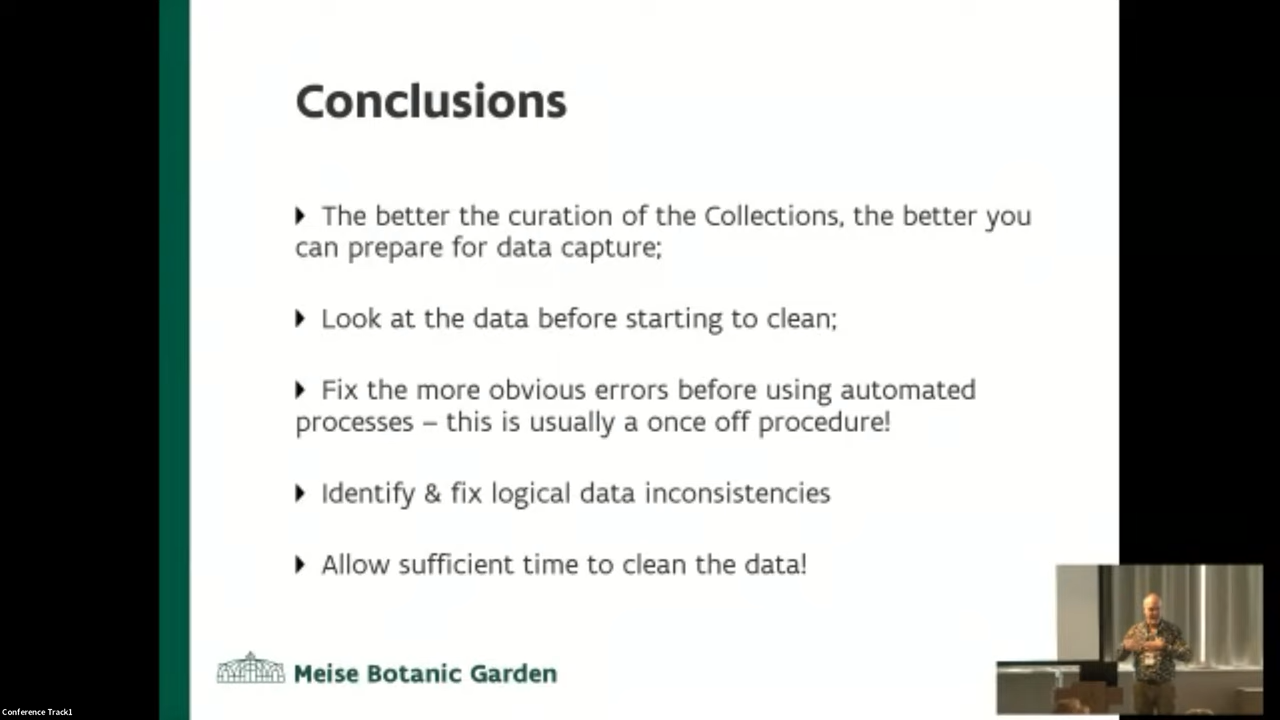 Conclusions
The better the curation of the Collections, the better you
can prepare for data capture;
Look at the data before starting to clean;
Fix the more obvious errors before using automated
processes – this is usually a once off procedure!
Identify & fix logical data inconsistencies
Allow sufficient time to clean the data!
Meise Botanic Garden
Conference Track1